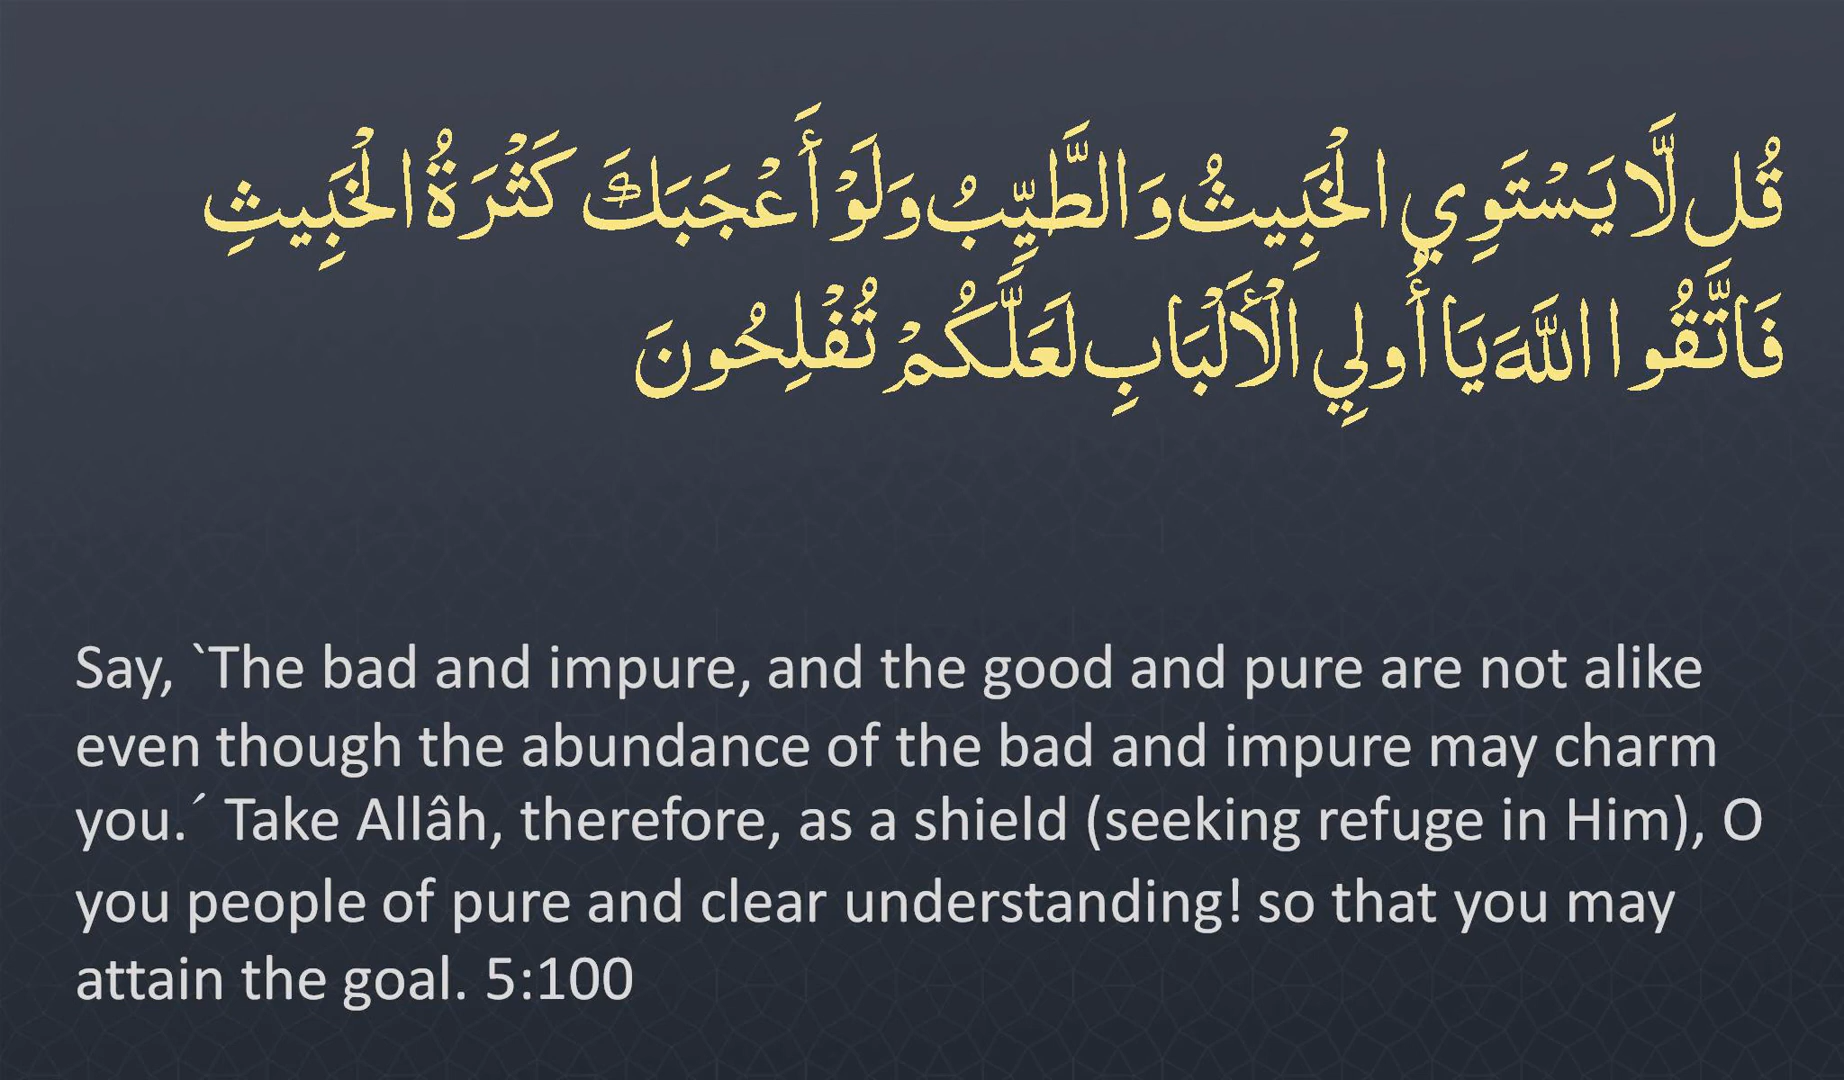 قُل لَّا يَسْتَوِي الْخَبِيثُ وَالطَّيِّبُ وَلَوْ أَعْجَبَكَ كَثْرَةُ الْخَبِيثِ
فَاتَّقُوا اللَّهَ يَا أُولِي الْأَلْبَابِ لَعَلَّكُمْ تُفْلِحُونَ
Say, `The bad and impure, and the good and pure are not alike
even though the abundance of the bad and impure may charm
you.´ Take Allâh, therefore, as a shield (seeking refuge in Him), O
you people of pure and clear understanding! so that you may
attain the goal. 5:100